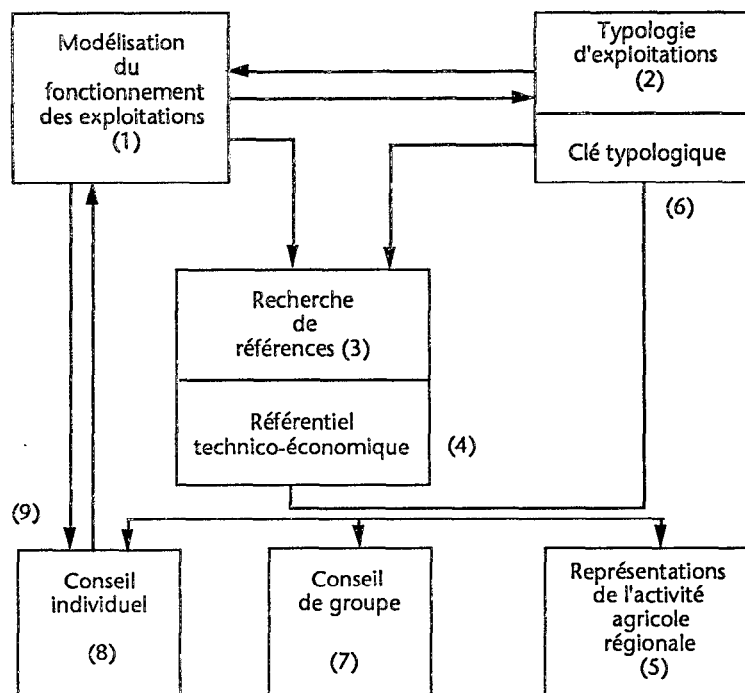 Modélisation
du
fonctionnement
des exploitations
(1)
Typologie
d'exploitations
(2)
Clé typologique
(6)
Recherche
de
références (3)
Référentiel
technico-économique
(4)
(9)
Conseil
individuel
(8)
Conseil
de groupe
(7)
Représentations
de l'activité
agricole
régionale
(5)